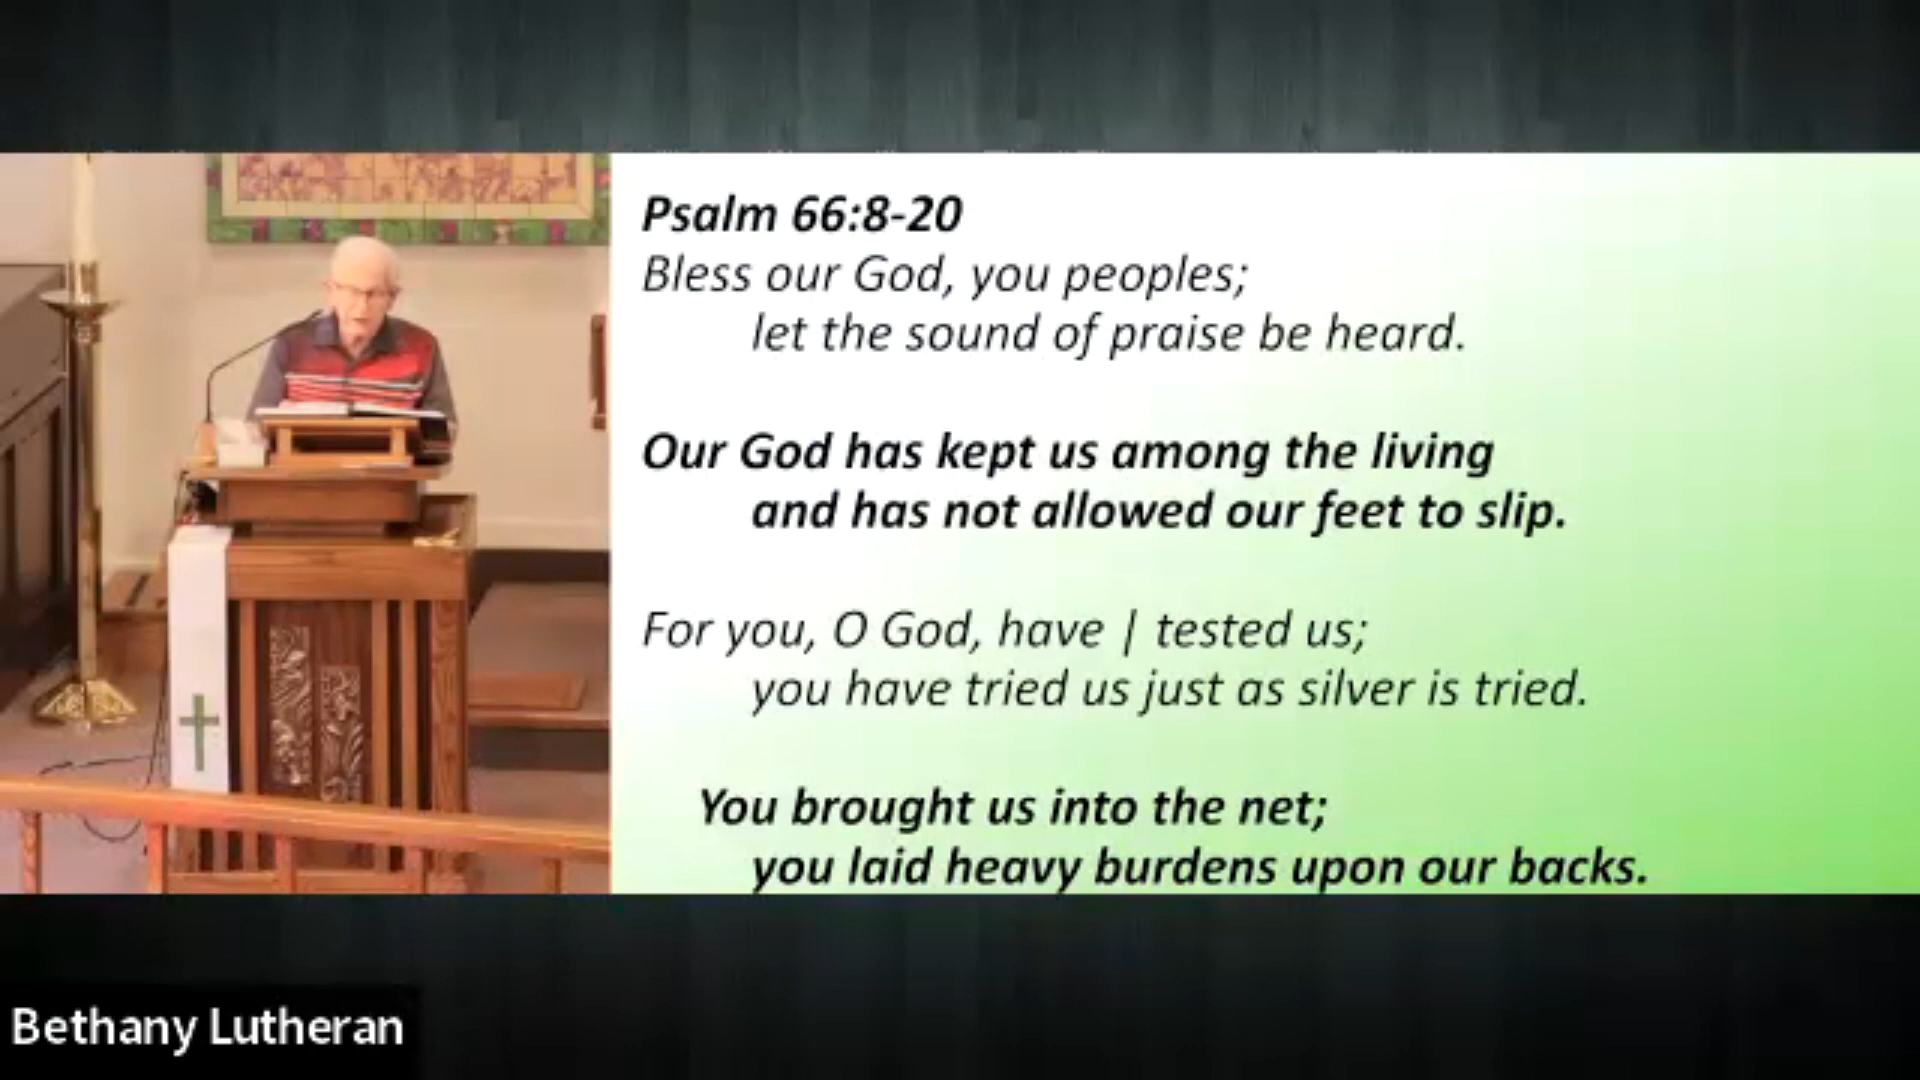 Psalm 66:8-20
Bless our God, you peoples;
let the sound of praise be heard.
Our God has kept us among the living
and has not allowed our feet to slip.
For you, O God, have | tested us;
you have tried us just as silver is tried.
You brought us into the net;
you laid heavy burdens upon our backs.
Bethany Lutheran